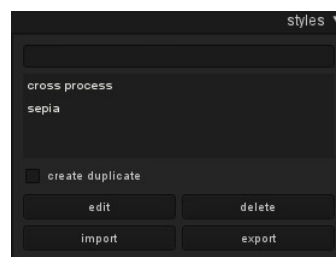 styles
cross process
sepia
create duplicate
edit delete
import export